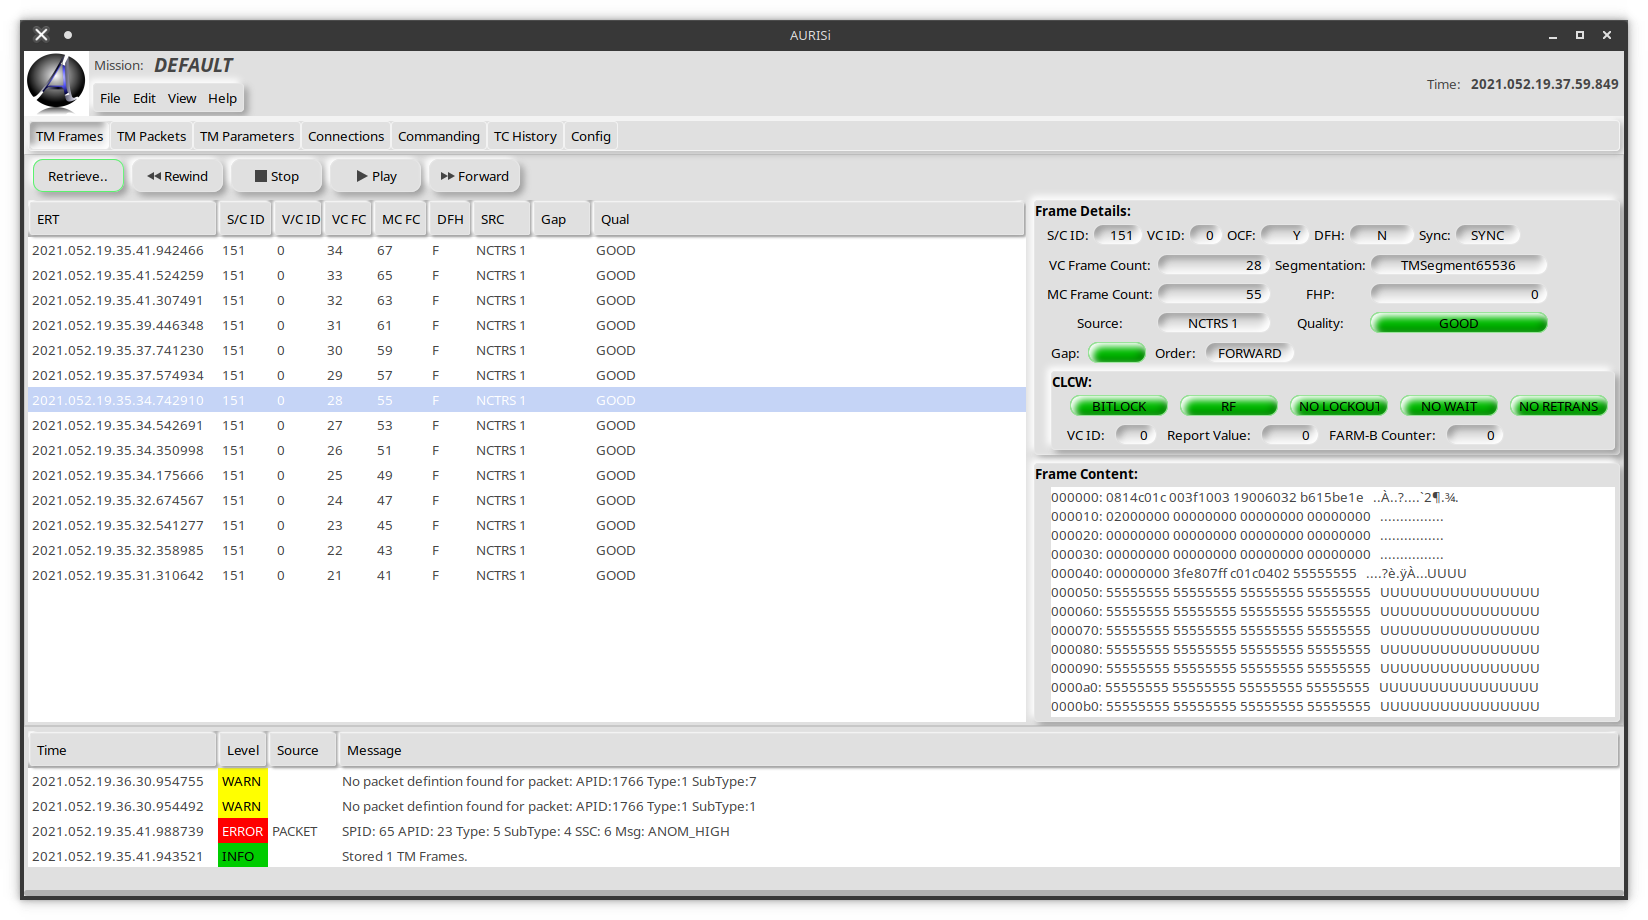 AURISi
Mission: DEFAULT
File Edit View Help
Time: 2021.052.19.37.59.849
TM Frames TM Packets TM Parameters Connections Commanding TC History Config
Retrieve.. Rewind Stop Play Forward
ERT S/C ID V/C ID VC FC MC FC DFH SRC Gap Qual
2021.052.19.35.41.942466 151 0 34 67 F NCTRS 1 GOOD
2021.052.19.35.41.524259 151 0 33 65 F NCTRS 1 GOOD
2021.052.19.35.41.307491 151 0 32 63 F NCTRS 1 GOOD
2021.052.19.35.39.446348 151 0 31 61 F NCTRS 1 GOOD
2021.052.19.35.37.741230 151 0 30 59 F NCTRS 1 GOOD
2021.052.19.35.37.574934 151 0 29 57 F NCTRS 1 GOOD
2021.052.19.35.34.742910 151 0 28 55 F NCTRS 1 GOOD
2021.052.19.35.34.542691 151 0 27 53 F NCTRS 1 GOOD
2021.052.19.35.34.350998 151 0 26 51 F NCTRS 1 GOOD
2021.052.19.35.34.175666 151 0 25 49 F NCTRS 1 GOOD
2021.052.19.35.32.674567 151 0 24 47 F NCTRS 1 GOOD
2021.052.19.35.32.541277 151 0 23 45 F NCTRS 1 GOOD
2021.052.19.35.32.358985 151 0 22 43 F NCTRS 1 GOOD
2021.052.19.35.31.310642 151 0 21 41 F NCTRS 1 GOOD
Frame Details:
S/C ID: 151 VC ID: 0 OCF: Y DFH: N Sync: SYNC
VC Frame Count: 28 Segmentation: TMSegment65536
MC Frame Count: 55 FHP: 0
Source: NCTRS 1 Quality: GOOD
Gap: Order: FORWARD
CLCW:
BITLOCK RF NO LOCKOUT NO WAIT NO RETRANS
VC ID: 0 Report Value: 0 FARM-B Counter: 0
Frame Content:
000000: 0814c01c 003f1003 19006032 b615be1e ..À..?....`2¶.¾.
000010: 02000000 00000000 00000000 00000000 ................
000020: 00000000 00000000 00000000 00000000 ................
000030: 00000000 00000000 00000000 00000000 ................
000040: 00000000 3fe807ff c01c0402 55555555 ....?è.ÿÀ...UUUU
000050: 55555555 55555555 55555555 55555555 UUUUUUUUUUUUUUUU
000060: 55555555 55555555 55555555 55555555 UUUUUUUUUUUUUUUU
000070: 55555555 55555555 55555555 55555555 UUUUUUUUUUUUUUUU
000080: 55555555 55555555 55555555 55555555 UUUUUUUUUUUUUUUU
000090: 55555555 55555555 55555555 55555555 UUUUUUUUUUUUUUUU
0000a0: 55555555 55555555 55555555 55555555 UUUUUUUUUUUUUUUU
0000b0: 55555555 55555555 55555555 55555555 UUUUUUUUUUUUUUUU
Time Level Source Message
2021.052.19.36.30.954755 WARN No packet defintion found for packet: APID:1766 Type:1 SubType:7
2021.052.19.36.30.954492 WARN No packet defintion found for packet: APID:1766 Type:1 SubType:1
2021.052.19.35.41.988739 ERROR PACKET SPID: 65 APID: 23 Type: 5 SubType: 4 SSC: 6 Msg: ANOM_HIGH
2021.052.19.35.41.943521 INFO Stored 1 TM Frames.